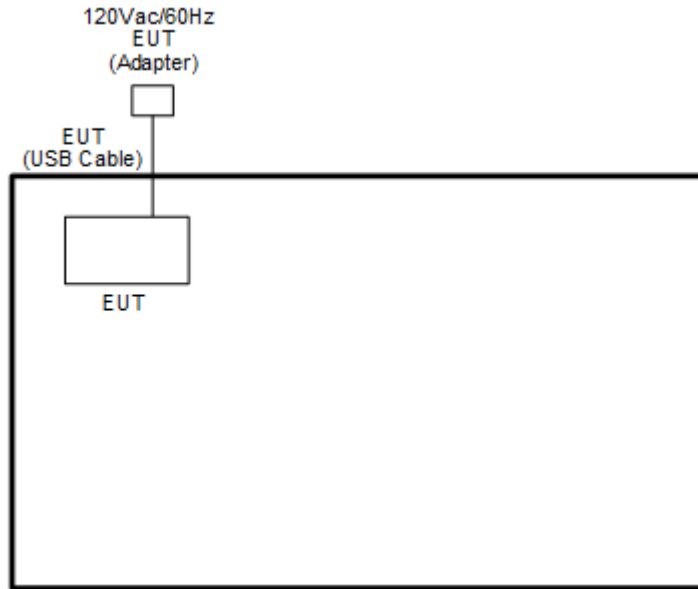 120Vac/60Hz
EUT
(Adapter)
EUT
(USB Cable)
EUT